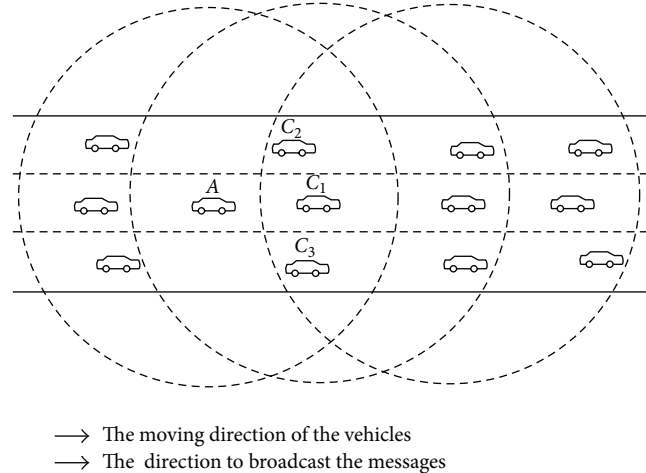 C2
A
C1
C3
→ The moving direction of the vehicles
→ The direction to broadcast the messages